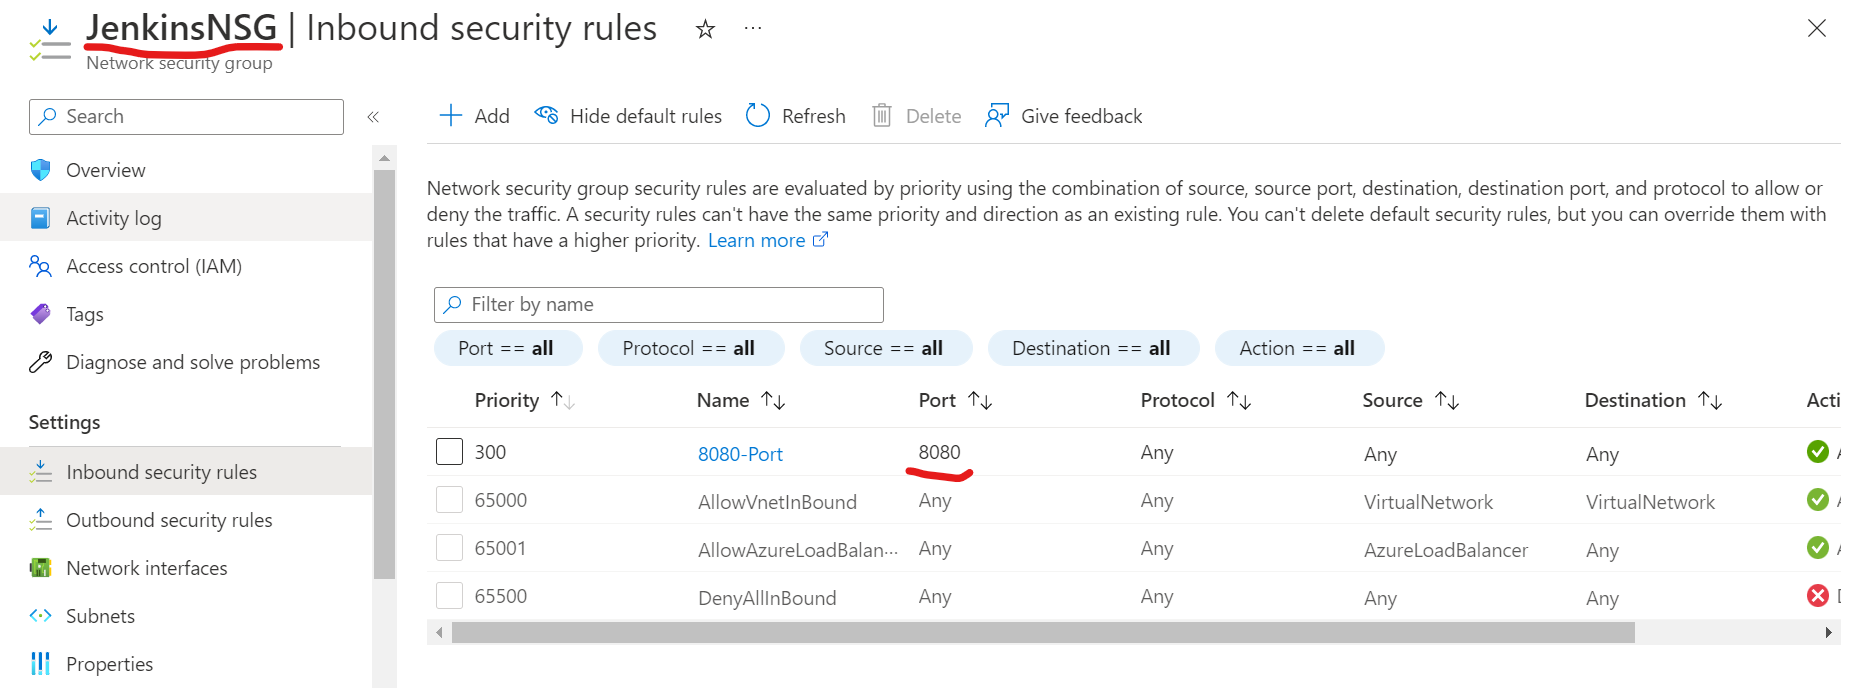 JenkinsNSG | Inbound security rules ☆ ···
Network security group
Search «
Overview
Activity log
Access control (IAM)
Tags
Diagnose and solve problems
Settings
Inbound security rules
Outbound security rules
Network interfaces
Subnets
Properties
Add Hide default rules Refresh Delete Give feedback
Network security group security rules are evaluated by priority using the combination of source, source port, destination, destination port, and protocol to allow or
deny the traffic. A security rules can't have the same priority and direction as an existing rule. You can't delete default security rules, but you can override them with
rules that have a higher priority. Learn more
Filter by name
Port == all Protocol == all Source == all Destination == all Action == all
Priority ↑↓ Name ↑↓ Port ↑↓ Protocol ↑↓ Source ↑↓ Destination ↑↓ Acti
300 8080-Port 8080 Any Any Any
65000 AllowVnetInBound Any Any VirtualNetwork VirtualNetwork
65001 AllowAzureLoadBalan··· Any Any AzureLoadBalancer Any
65500 DenyAllInBound Any Any Any Any